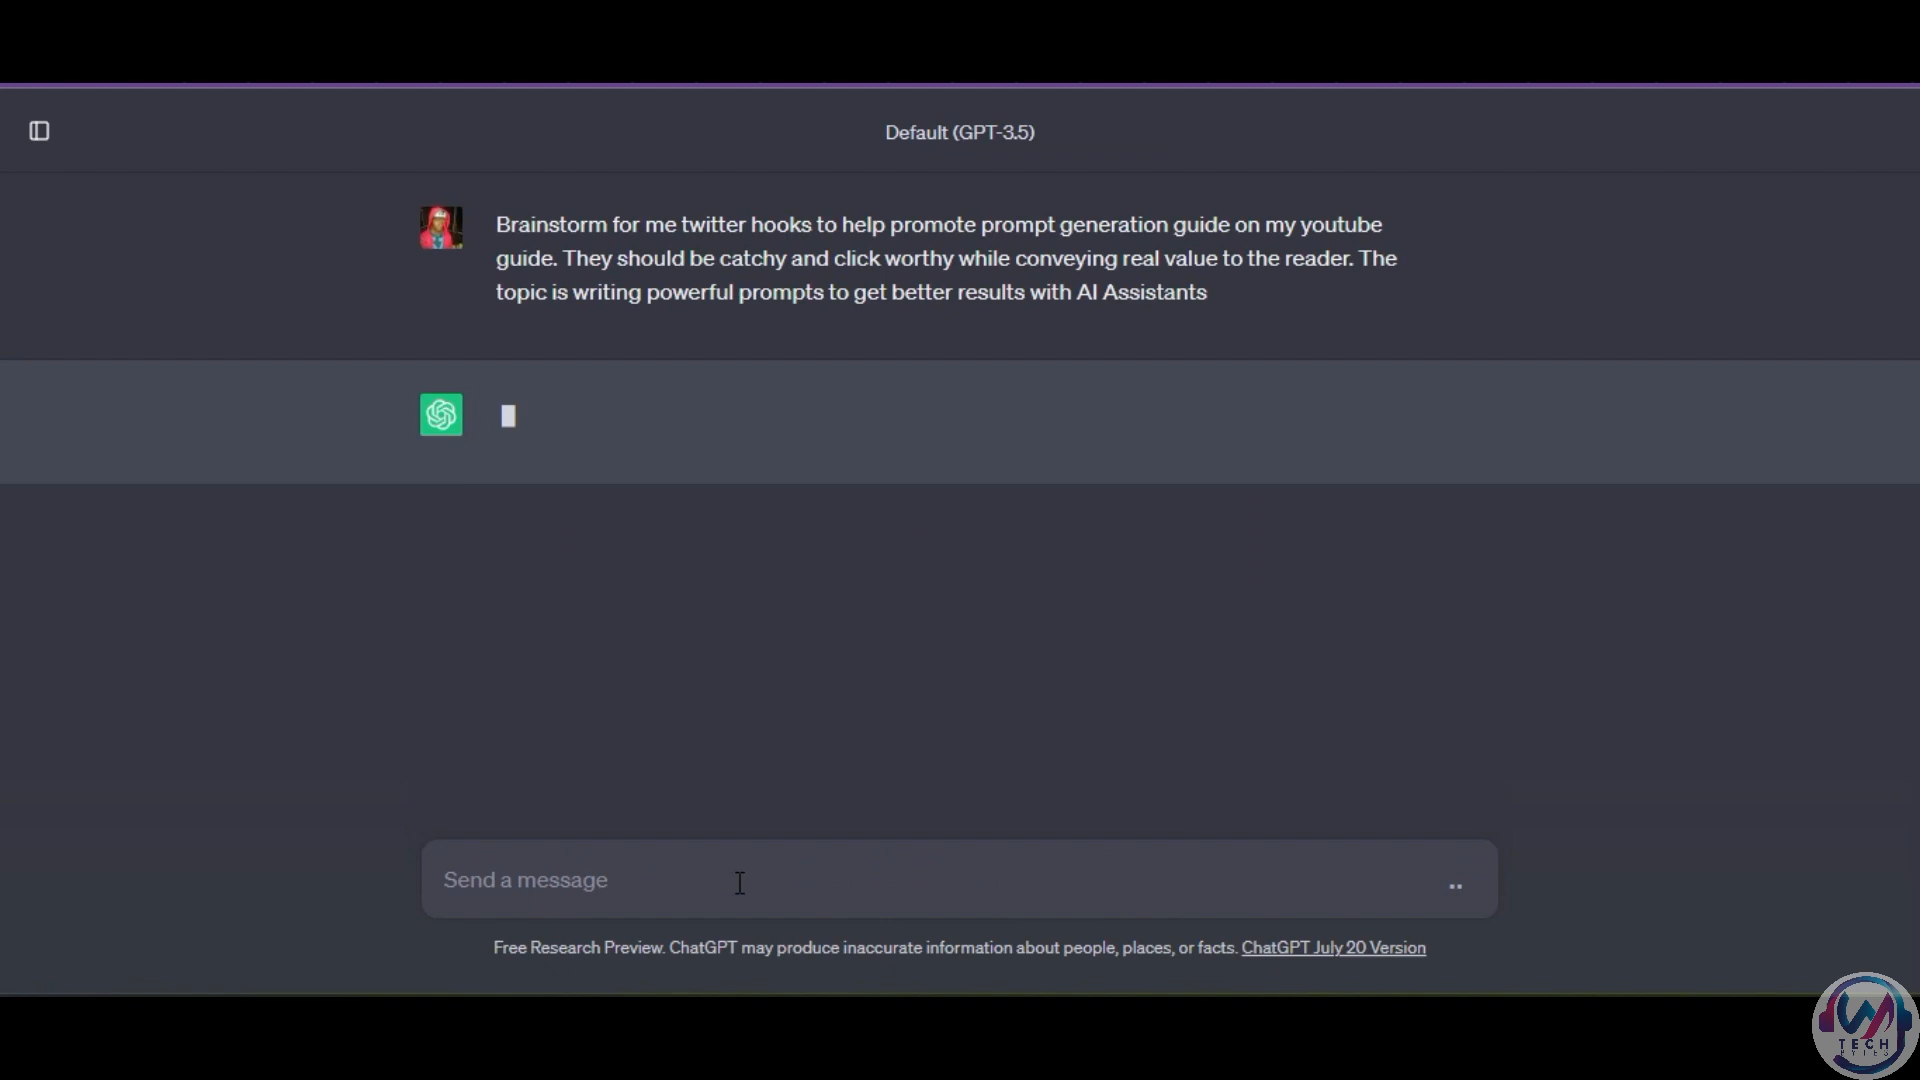 Default (GPT-3.5)
Brainstorm for me twitter hooks to help promote prompt generation guide on my youtube
guide. They should be catchy and click worthy while conveying real value to the reader. The
topic is writing powerful prompts to get better results with AI Assistants
Send a message
Free Research Preview. ChatGPT may produce inaccurate information about people, places, or facts. ChatGPT July 20 Version
TECH
BYTES